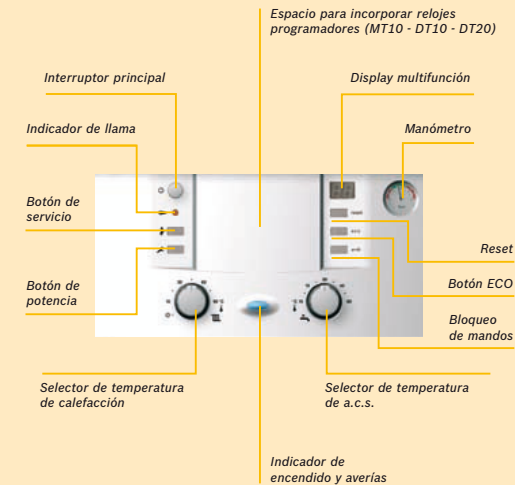 Espacio para incorporar relojes
programadores (MT10 - DT10 - DT20)
Interruptor principal
Display multifunción
Indicador de llama
Manómetro
Botón de
servicio
reset
eco
Reset
Botón de
potencia
Botón ECO
Bloqueo
de mandos
Selector de temperatura
de calefacción
Selector de temperatura
de a.c.s.
Indicador de
encendido y averías